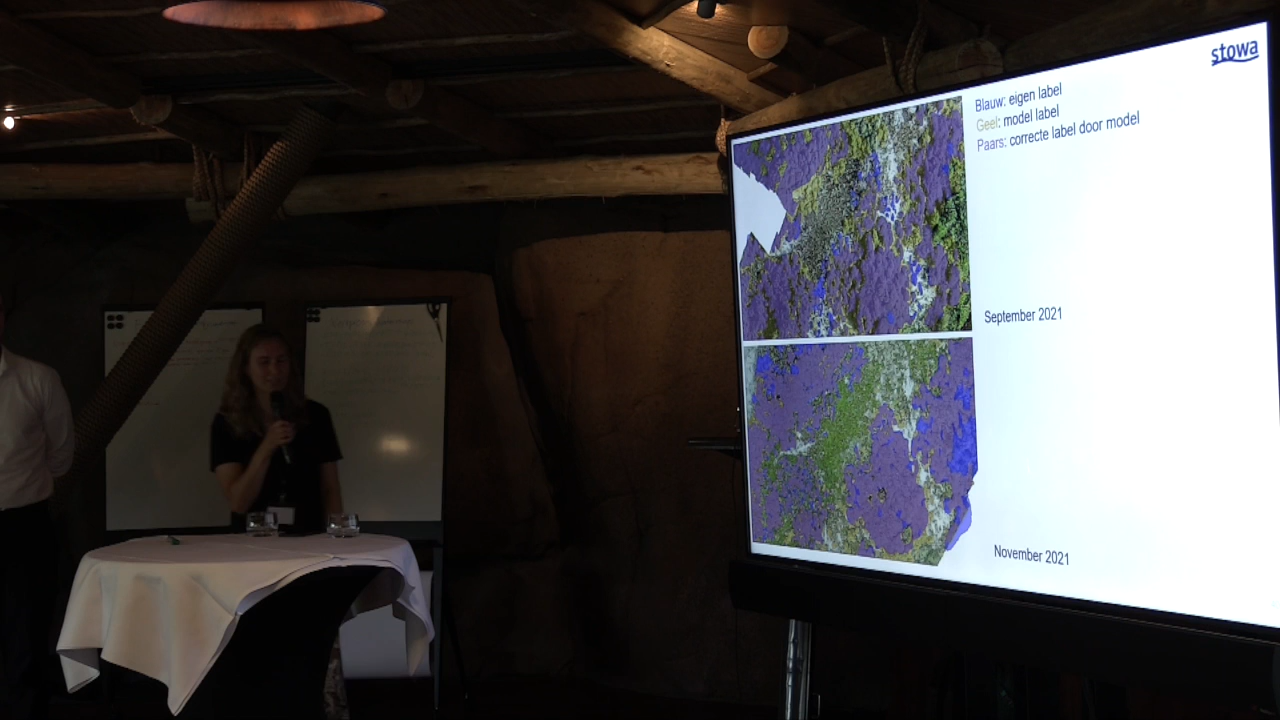 stowa
Blauw: eigen label
Geel: model label
Paars: correcte label door model
September 2021
November 2021